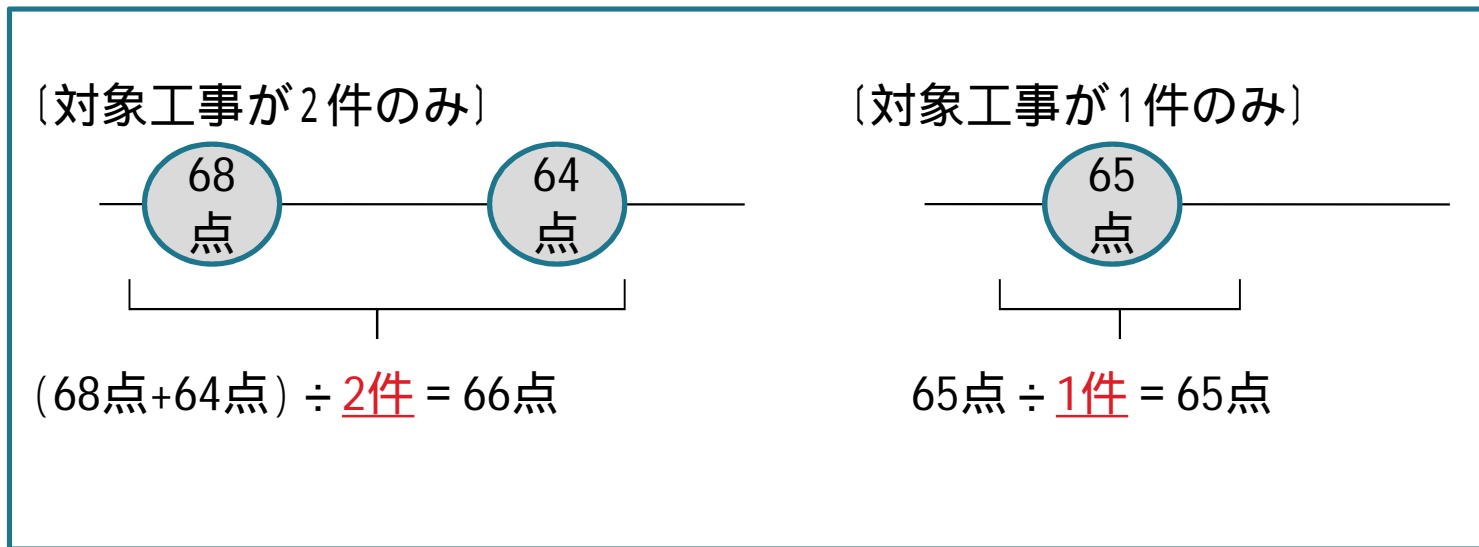 〔対象工事が2件のみ〕
68
点
64
点
(68点+64点) ÷ 2件 = 66点
〔対象工事が1件のみ〕
65
点
65点 ÷ 1件 = 65点